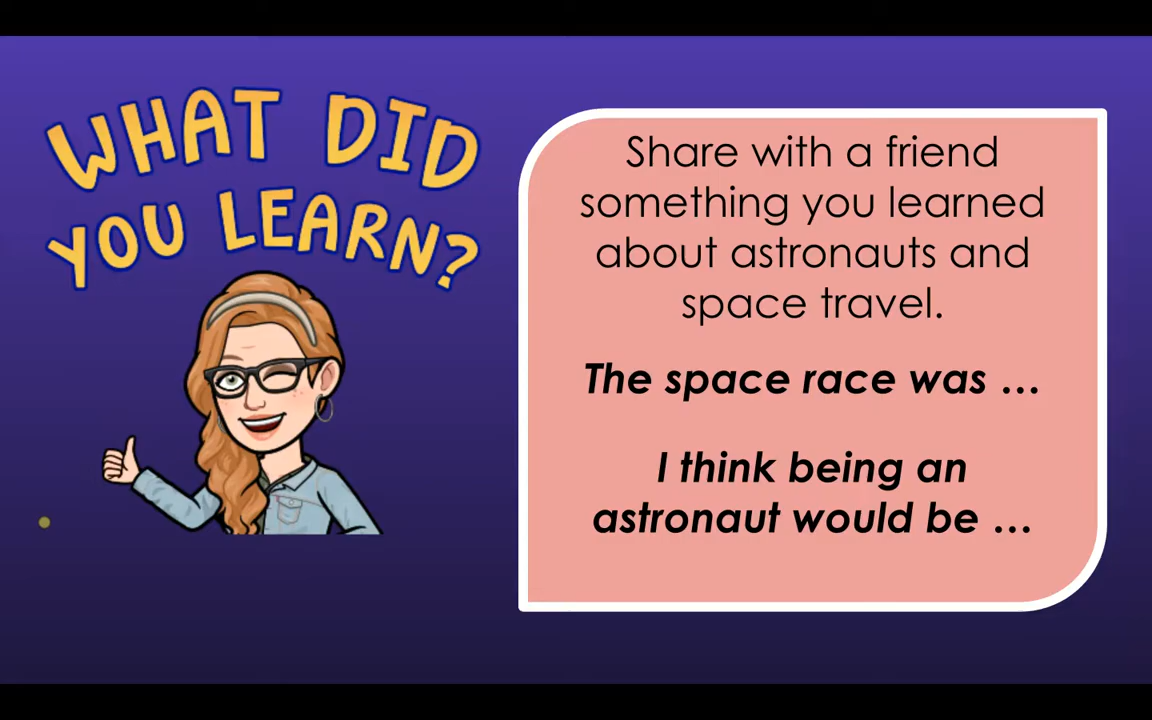 WHAT DID
YOU LEARN?
Share with a friend
something you learned
about astronauts and
space travel.
The space race was ...
I think being an
astronaut would be ...